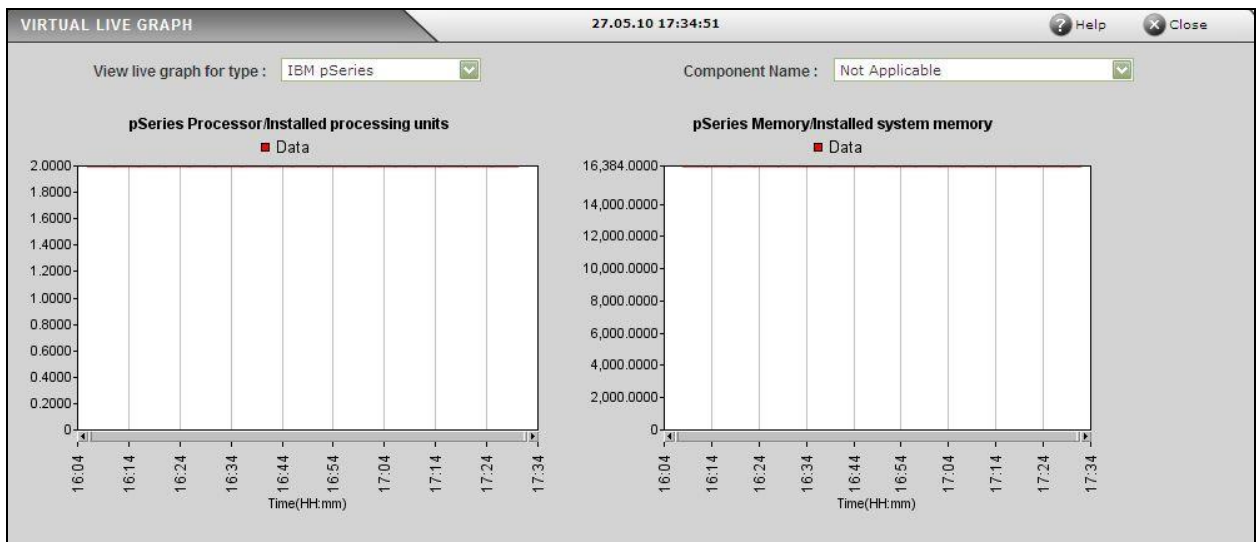 VIRTUAL LIVE GRAPH 27.05.10 17:34:51 ? Help X Close
View live graph for type : IBM pSeries Component Name : Not Applicable
pSeries Processor/Installed processing units
Data
2.0000
1.8000
1.6000
1.4000
1.2000
1.0000
0.8000
0.6000
0.4000
0.2000
0
16:04 16:14 16:24 16:34 16:44 16:54 17:04 17:14 17:24 17:34
Time(HH:mm)
pSeries Memory/Installed system memory
Data
16,384.0000
14,000.0000
12,000.0000
10,000.0000
8,000.0000
6,000.0000
4,000.0000
2,000.0000
0
16:04 16:14 16:24 16:34 16:44 16:54 17:04 17:14 17:24 17:34
Time(HH:mm)